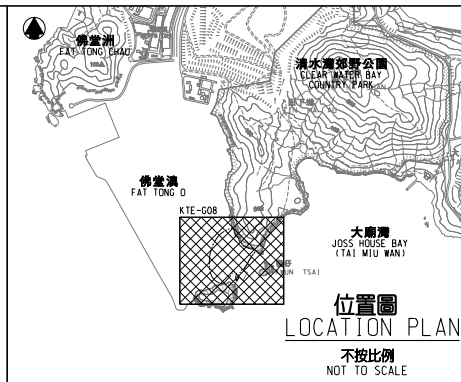 佛堂洲
FAT TONG CHAU
清水灣郊野公園
CLEAR WATER BAY
COUNTRY PARK
佛堂澳
FAT TONG O
KTE-G08
大廟灣
JOSS HOUSE BAY
(TAI MIU WAN)
TSAI
位置圖
LOCATION PLAN
不按比例
NOT TO SCALE